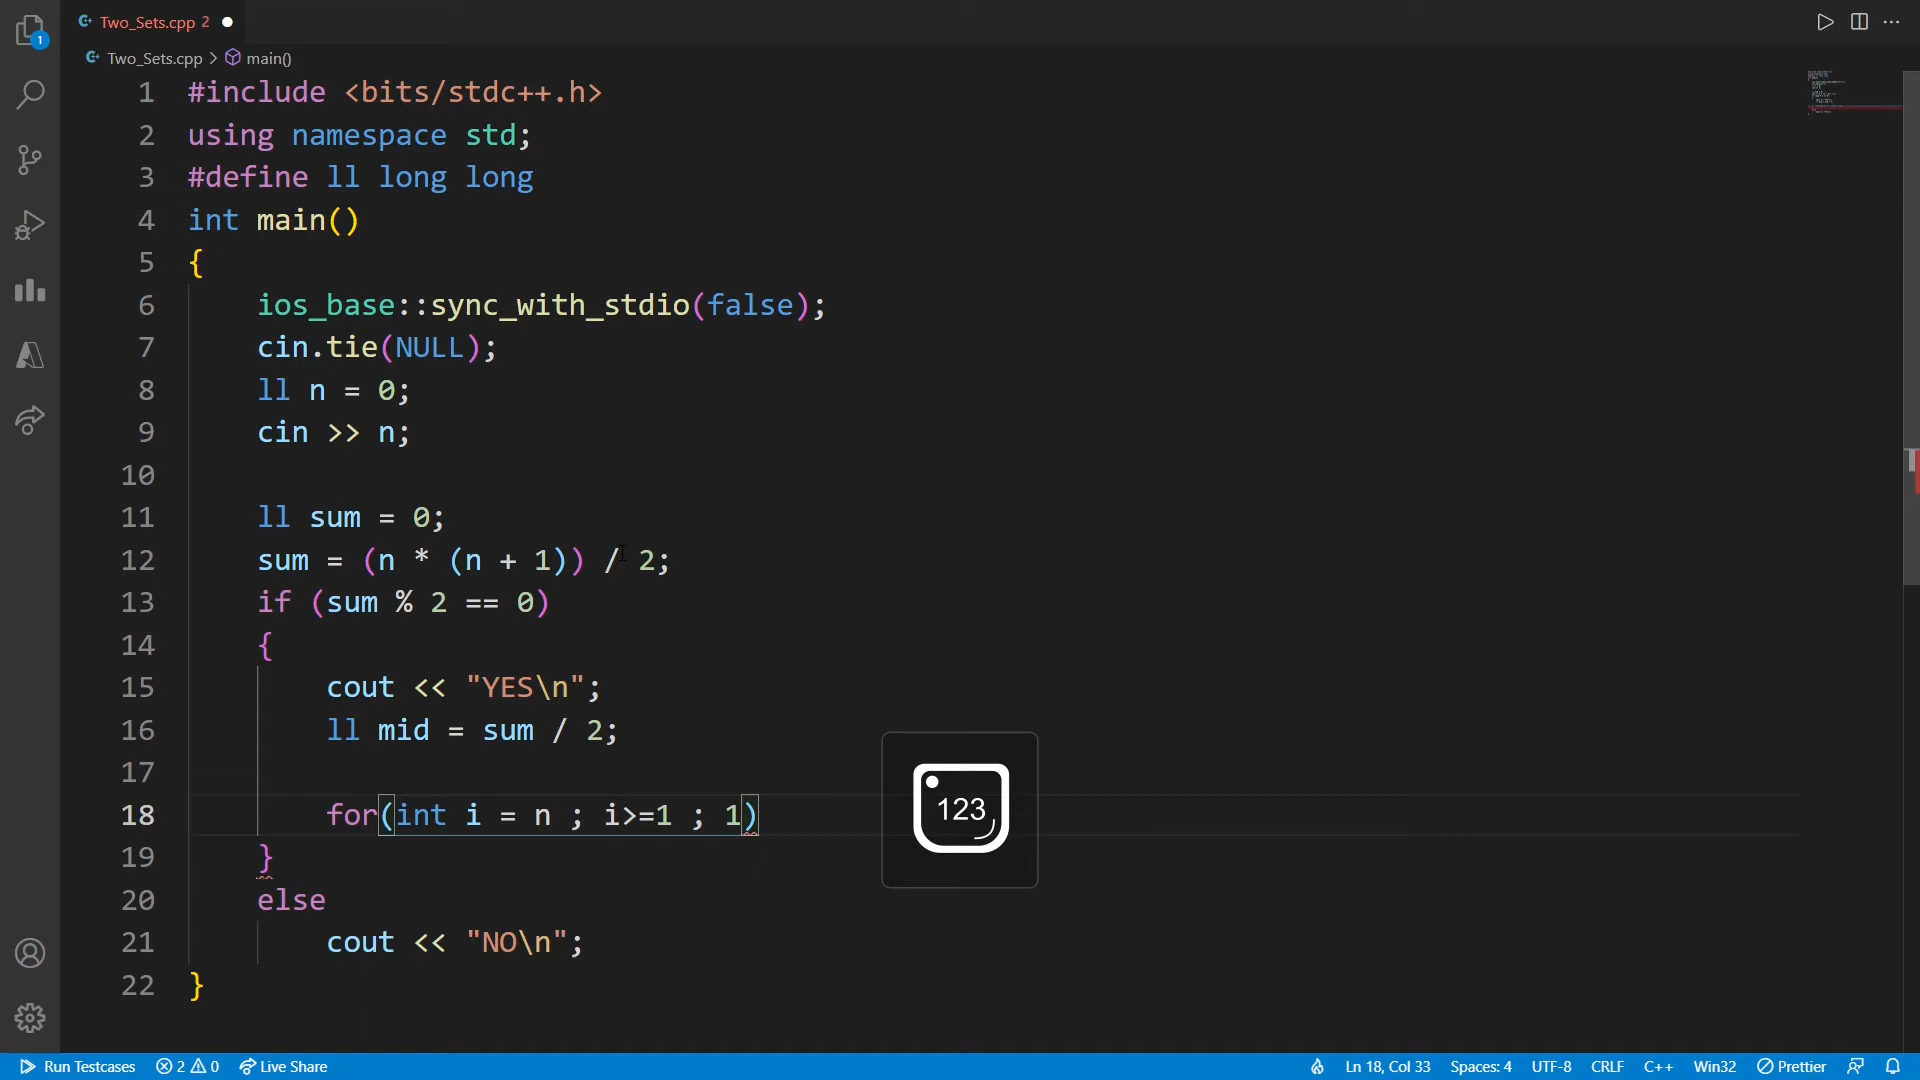 1
Two_Sets.cpp 2
Two_Sets.cpp > main()
1 #include <bits/stdc++.h>
2 using namespace std;
3 #define ll long long
4 int main()
5 {
6 ios_base::sync_with_stdio(false);
7 cin.tie(NULL);
8 ll n = 0;
9 cin >> n;
10
11 ll sum = 0;
12 sum = (n * (n + 1)) / 2;
13 if (sum % 2 == 0)
14 {
15 cout << "YES\n";
16 ll mid = sum / 2;
17
18 for(int i = n ; i>=1 ; 1)
19 }
20 else
21 cout << "NO\n";
22 }
123
Run Testcases 2 0 Live Share Ln 18, Col 33 Spaces: 4 UTF-8 CRLF C++ Win32 Prettier